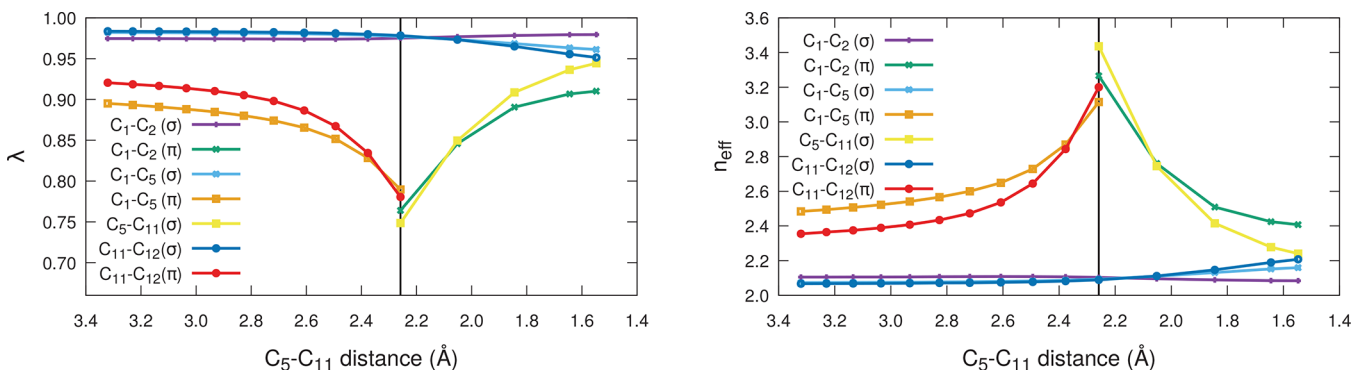 1.00
0.95
0.90
0.85
0.80
0.75
0.70
λ
C1-C2 (σ)
C1-C2 (π)
C1-C5 (σ)
C1-C5 (π)
C5-C11(σ)
C11-C12(σ)
C11-C12(π)
3.4 3.2 3.0 2.8 2.6 2.4 2.2 2.0 1.8 1.6 1.4
C5-C11 distance (Å)
3.6
3.4
3.2
3.0
2.8
2.6
2.4
2.2
2.0
neff
C1-C2 (σ)
C1-C2 (π)
C1-C5 (σ)
C1-C5 (π)
C5-C11(σ)
C11-C12(σ)
C11-C12(π)
3.4 3.2 3.0 2.8 2.6 2.4 2.2 2.0 1.8 1.6 1.4
C5-C11 distance (Å)